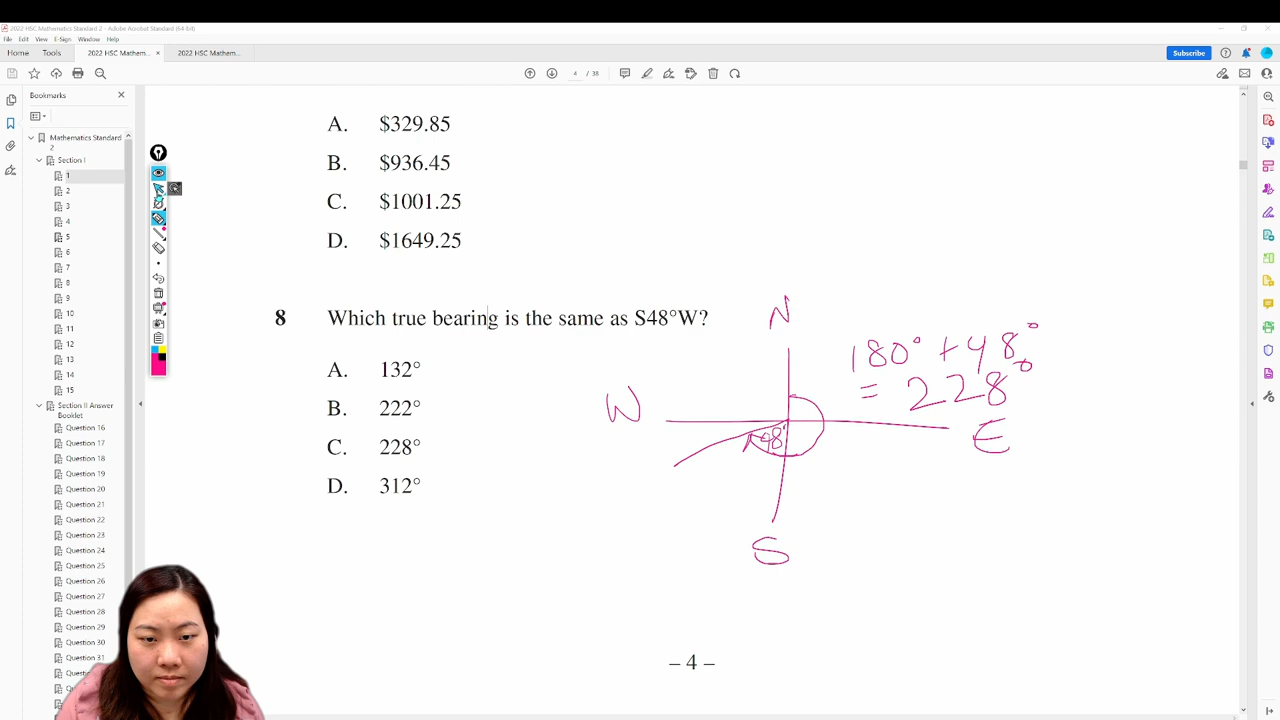 2022 HSC Mathematics Standard 2 - Adobe Acrobat Standard (64-bit)
File Edit View E-Sign Window Help
Home Tools 2022 HSC Mathem... × 2022 HSC Mathem... Subscribe
4 / 38
Bookmarks
Mathematics Standard
2
Section I
1
2
3
4
5
6
7
8
9
10
11
12
13
14
15
Section II Answer
Booklet
Question 16
Question 17
Question 18
Question 19
Question 20
Question 21
Question 22
Question 23
Question 24
Question 25
Question 26
Question 27
Question 28
Question 29
Question 30
Question 31
A. $329.85
B. $936.45
C. $1001.25
D. $1649.25
8 Which true bearing is the same as S48°W?
A. 132°
B. 222°
C. 228°
D. 312°
N
W
E
S
48°
180° + 48°
= 228°
– 4 –